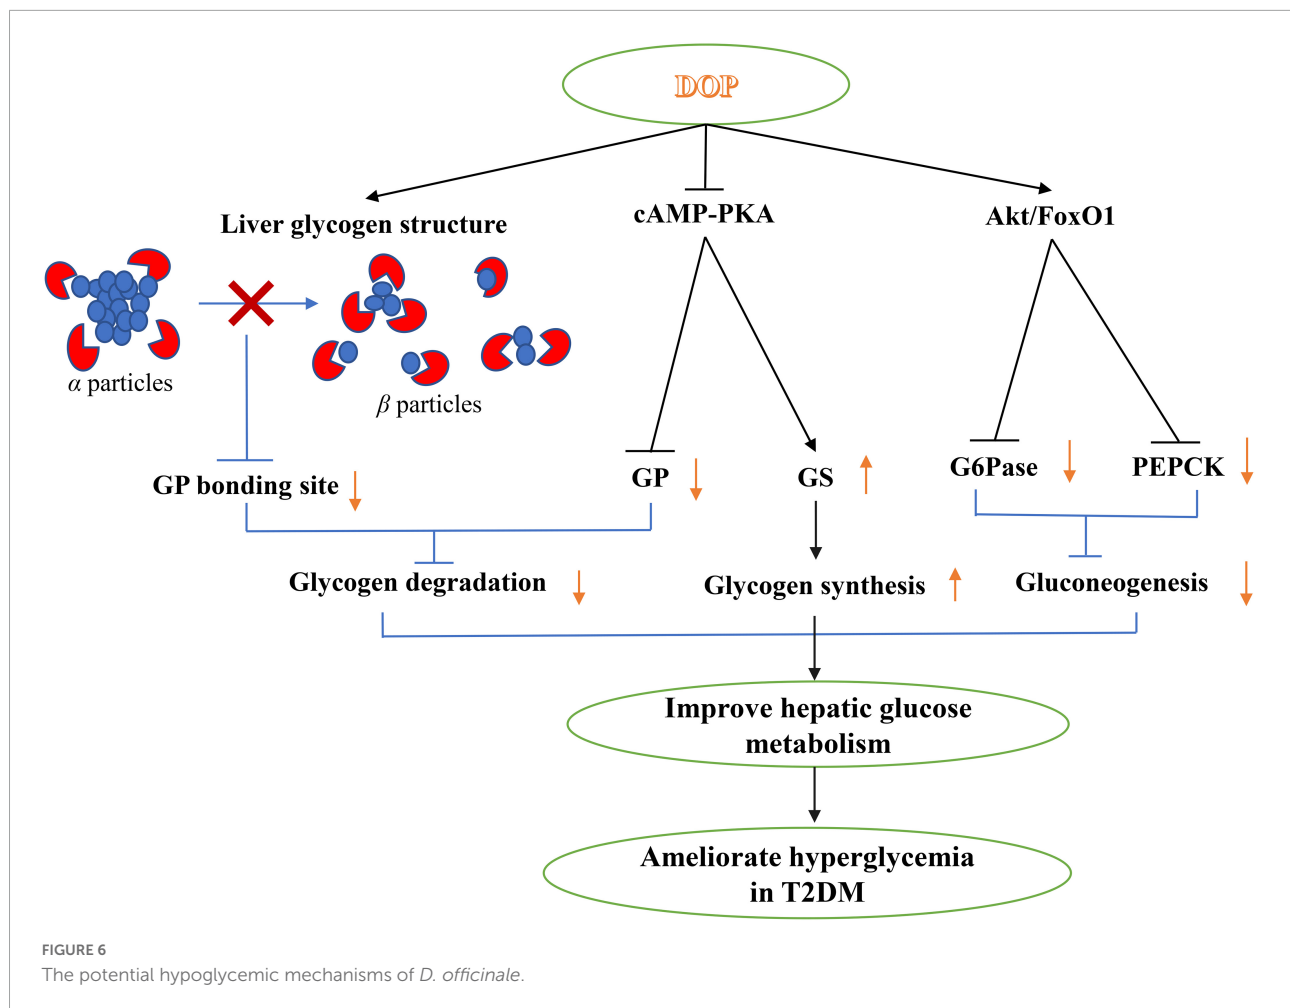 DOP
Liver glycogen structure
cAMP-PKA
Akt/FoxO1
α particles
β particles
GP bonding site
GP
GS
G6Pase
PEPCK
Glycogen degradation
Glycogen synthesis
Gluconeogenesis
Improve hepatic glucose
metabolism
Ameliorate hyperglycemia
in T2DM
FIGURE 6
The potential hypoglycemic mechanisms of D. officinale.